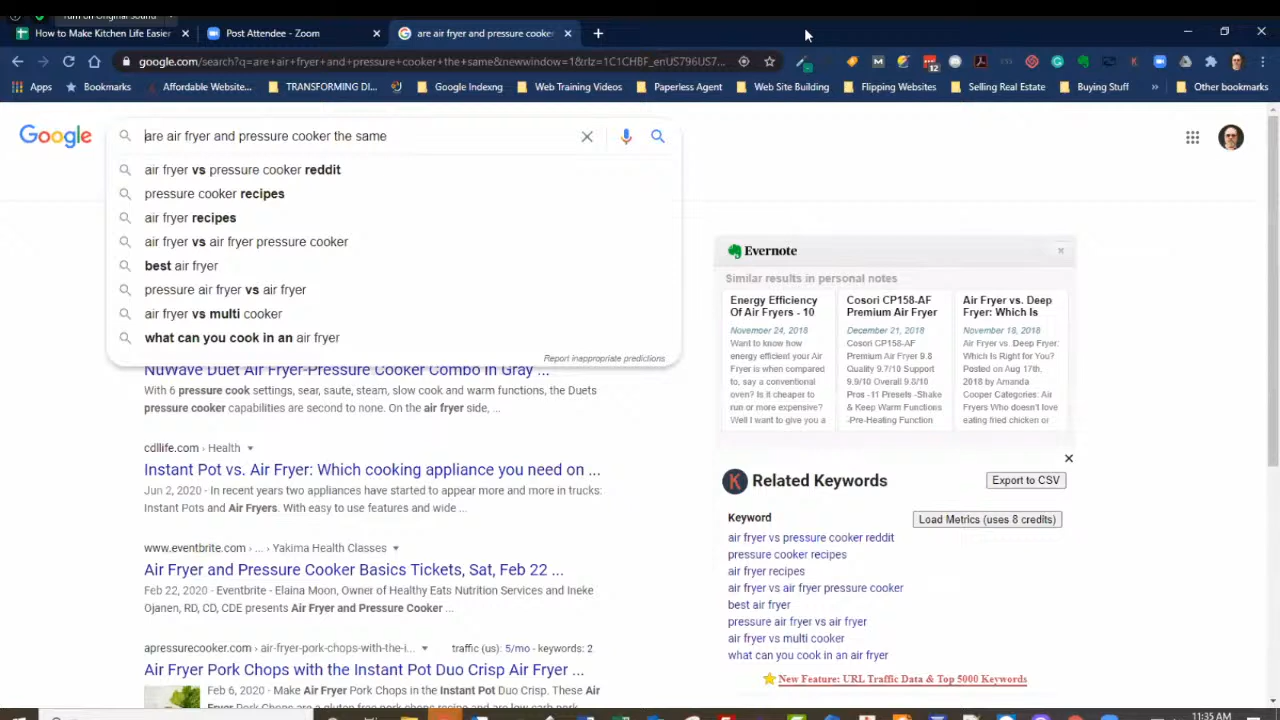 Turn on Original Sound
How to Make Kitchen Life Easier
Post Attendee - Zoom
are air fryer and pressure cooker
google.com/search?q=are+air+fryer+and+pressure+cooker+the+same&newwindow=1&rlz=1C1CHBF_enUS796US7...
12
Apps
Bookmarks
Affordable Website...
TRANSFORMING DI...
Google Indexng
Web Training Videos
Paperless Agent
Web Site Building
Flipping Websites
Selling Real Estate
Buying Stuff
»
Other bookmarks
Google
are air fryer and pressure cooker the same
air fryer vs pressure cooker reddit
pressure cooker recipes
air fryer recipes
air fryer vs air fryer pressure cooker
best air fryer
pressure air fryer vs air fryer
air fryer vs multi cooker
what can you cook in an air fryer
Report inappropriate predictions
NuWave Duet Air Fryer-Pressure Cooker Combo in Gray ...
With 6 pressure cook settings, sear, saute, steam, slow cook and warm functions, the Duets
pressure cooker capabilities are second to none. On the air fryer side, ...
cdllife.com › Health
Instant Pot vs. Air Fryer: Which cooking appliance you need on ...
Jun 2, 2020 - In recent years two appliances have started to appear more and more in trucks:
Instant Pots and Air Fryers. With easy to use features and wide ...
www.eventbrite.com › ... › Yakima Health Classes
Air Fryer and Pressure Cooker Basics Tickets, Sat, Feb 22 ...
Feb 22, 2020 - Eventbrite - Elaina Moon, Owner of Healthy Eats Nutrition Services and Ineke
Ojanen, RD, CD, CDE presents Air Fryer and Pressure Cooker ...
apressurecooker.com › air-fryer-pork-chops-with-the-i...
traffic (us): 5/mo - keywords: 2
Air Fryer Pork Chops with the Instant Pot Duo Crisp Air Fryer ...
Feb 6, 2020 - Make Air Fryer Pork Chops in the Instant Pot Duo Crisp. These Air
Fryer Pork Chops are a gluten free pork chops recipe and are low carb pork
Evernote
Similar results in personal notes
Energy Efficiency
Of Air Fryers - 10
November 24, 2018
Want to know how
energy efficient your Air
Fryer is when compared
to, say a conventional
oven? Is it cheaper to
run or more expensive?
Well I want to give you a
Cosori CP158-AF
Premium Air Fryer
December 21, 2018
Cosori CP158-AF
Premium Air Fryer 9.8
Quality 9.7/10 Support
9.9/10 Overall 9.8/10
Pros -11 Presets -Shake
& Keep Warm Functions
-Pre-Heating Function
Air Fryer vs. Deep
Fryer: Which Is
November 18, 2018
Air Fryer vs. Deep Fryer:
Which Is Right for You?
Posted on Aug 17th.
2018 by Amanda
Cooper Categories: Air
Fryers Who doesn't love
eating fried chicken or
K
Related Keywords
Export to CSV
Keyword
Load Metrics (uses 8 credits)
air fryer vs pressure cooker reddit
pressure cooker recipes
air fryer recipes
air fryer vs air fryer pressure cooker
best air fryer
pressure air fryer vs air fryer
air fryer vs multi cooker
what can you cook in an air fryer
New Feature: URL Traffic Data & Top 5000 Keywords
11:35 AM